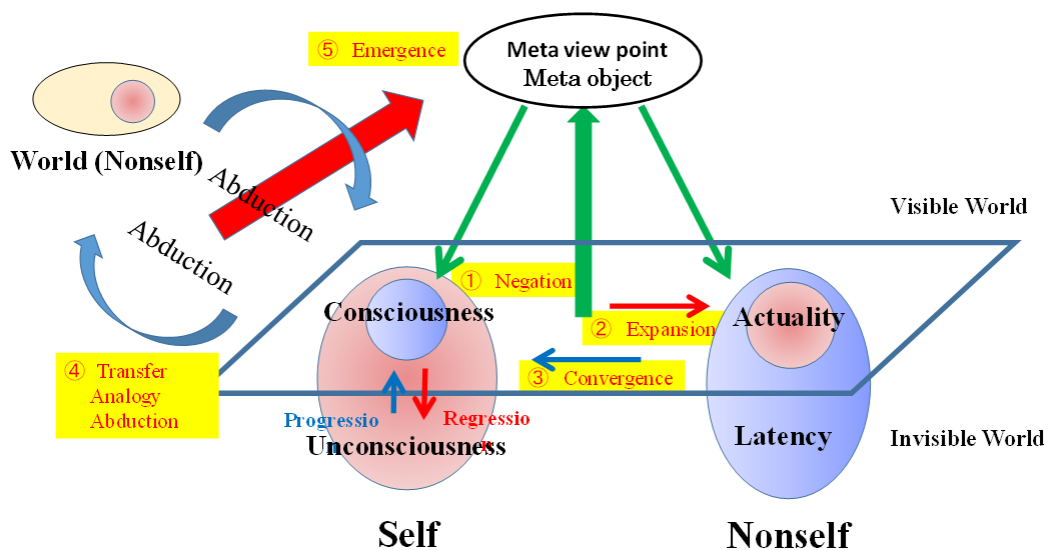 ⑤ Emergence
Meta view point
Meta object
World (Nonself)
Abduction
Abduction
Visible World
① Negation
Consciousness
② Expansion
Actuality
③ Convergence
④ Transfer
Analogy
Abduction
Progressio
Regressio
n
Unconsciousness
Latency
Invisible World
Self
Nonself